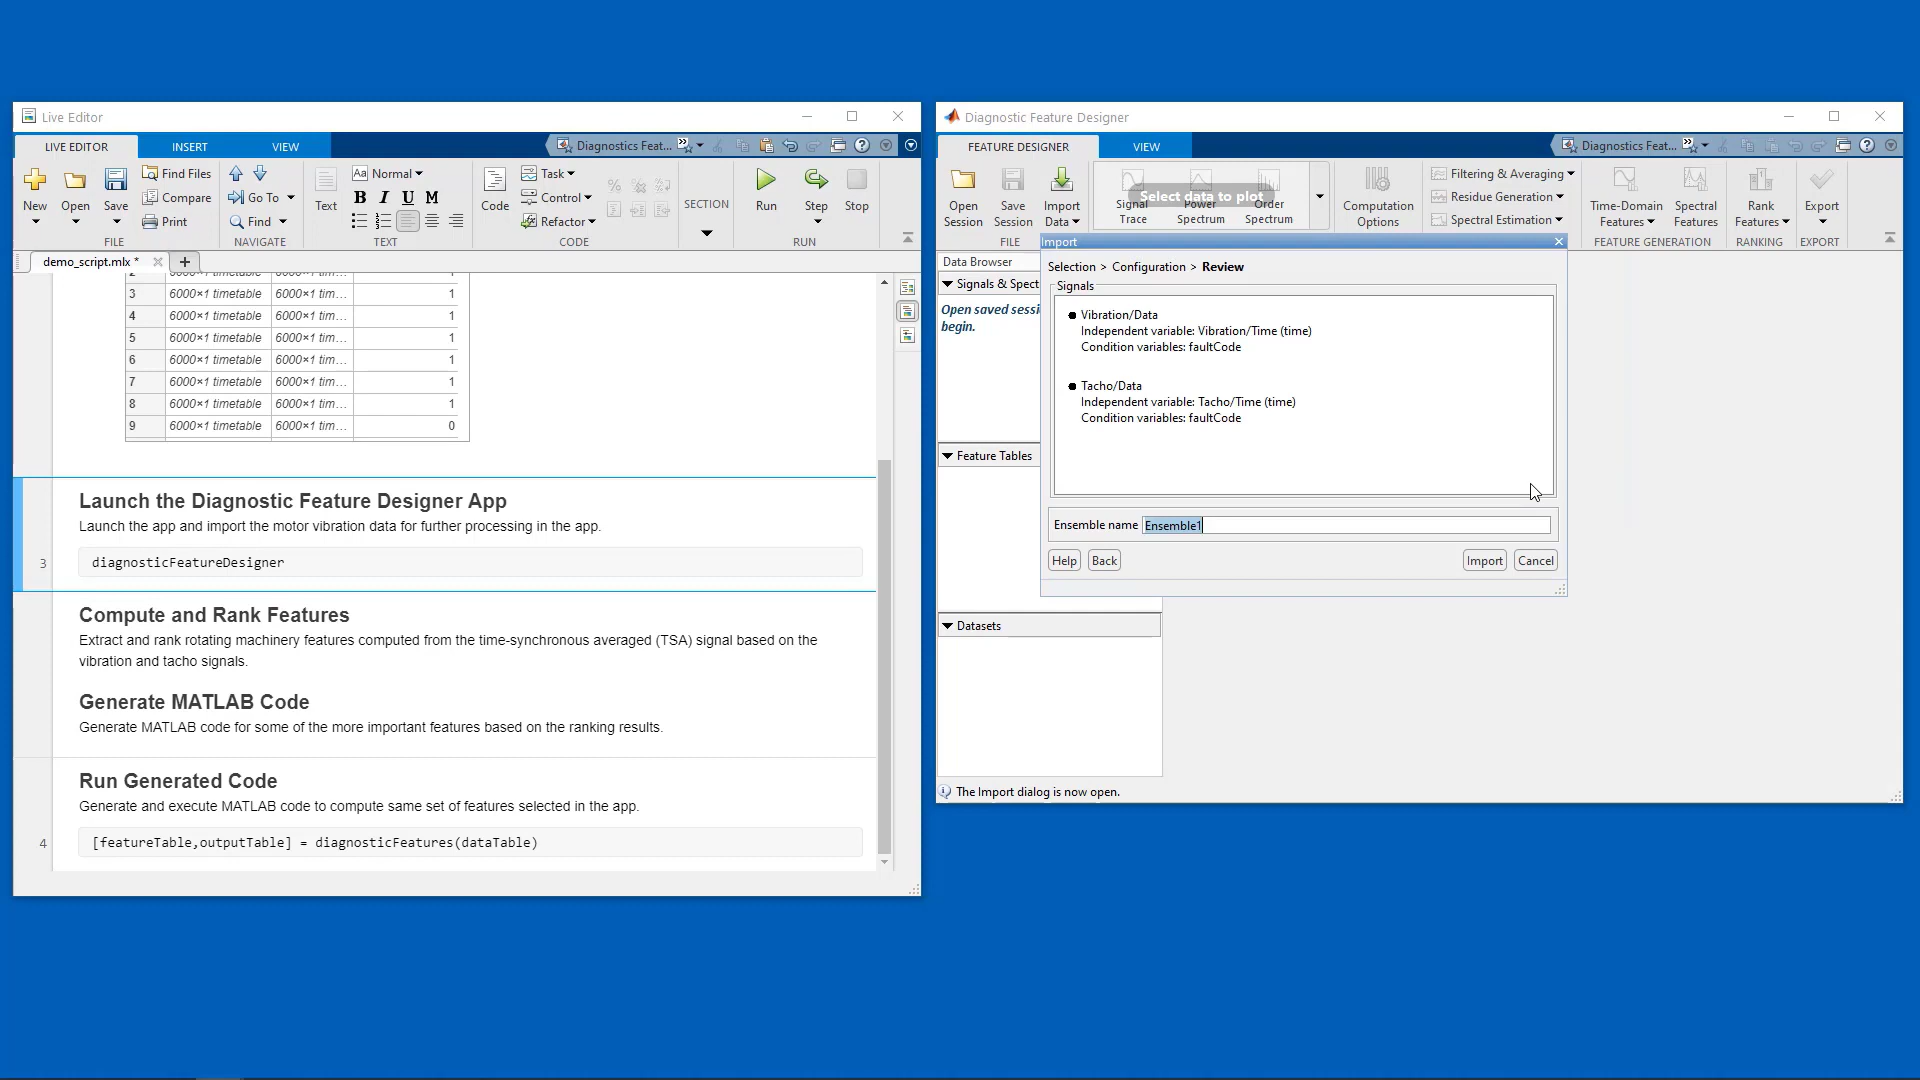 Live Editor
LIVE EDITOR INSERT VIEW Diagnostics Feat...
New Open Save Find Files Compare Print
FILE
Go To Find
NAVIGATE
Text Normal B I U M
TEXT
Code Task Control Refactor
CODE
SECTION
Run Step Stop
RUN
demo_script.mlx *
3 6000×1 timetable 6000×1 tim... 1
4 6000×1 timetable 6000×1 tim... 1
5 6000×1 timetable 6000×1 tim... 1
6 6000×1 timetable 6000×1 tim... 1
7 6000×1 timetable 6000×1 tim... 1
8 6000×1 timetable 6000×1 tim... 1
9 6000×1 timetable 6000×1 tim... 0
Launch the Diagnostic Feature Designer App
Launch the app and import the motor vibration data for further processing in the app.
3 diagnosticFeatureDesigner
Compute and Rank Features
Extract and rank rotating machinery features computed from the time-synchronous averaged (TSA) signal based on the
vibration and tacho signals.
Generate MATLAB Code
Generate MATLAB code for some of the more important features based on the ranking results.
Run Generated Code
Generate and execute MATLAB code to compute same set of features selected in the app.
4 [featureTable,outputTable] = diagnosticFeatures(dataTable)
Diagnostic Feature Designer
FEATURE DESIGNER VIEW Diagnostics Feat...
Open Session Save Session Import Data
FILE
Signal Trace Power Spectrum Order Spectrum
Select data to plot
Computation Options
Filtering & Averaging
Residue Generation
Spectral Estimation
Time-Domain Features Spectral Features
FEATURE GENERATION
Rank Features
RANKING
Export
EXPORT
Data Browser
Signals & Spect
Open saved sessi
begin.
Feature Tables
Datasets
The Import dialog is now open.
Import
Selection > Configuration > Review
Signals
Vibration/Data
Independent variable: Vibration/Time (time)
Condition variables: faultCode
Tacho/Data
Independent variable: Tacho/Time (time)
Condition variables: faultCode
Ensemble name Ensemble1
Help Back Import Cancel